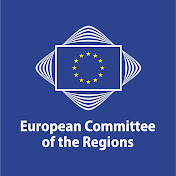 European Committee
of the Regions